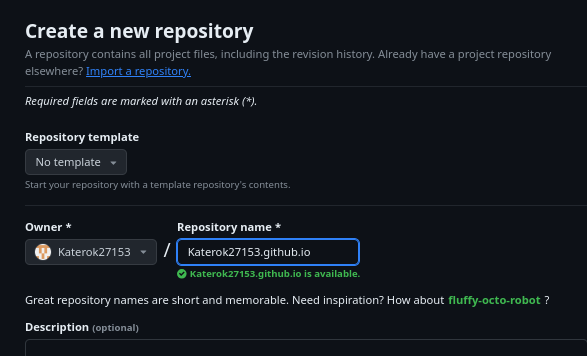 Create a new repository
A repository contains all project files, including the revision history. Already have a project repository
elsewhere? Import a repository.
Required fields are marked with an asterisk (*).
Repository template
No template
Start your repository with a template repository's contents.
Owner *
Repository name *
Katerok27153
/
Katerok27153.github.io
Katerok27153.github.io is available.
Great repository names are short and memorable. Need inspiration? How about fluffy-octo-robot ?
Description (optional)